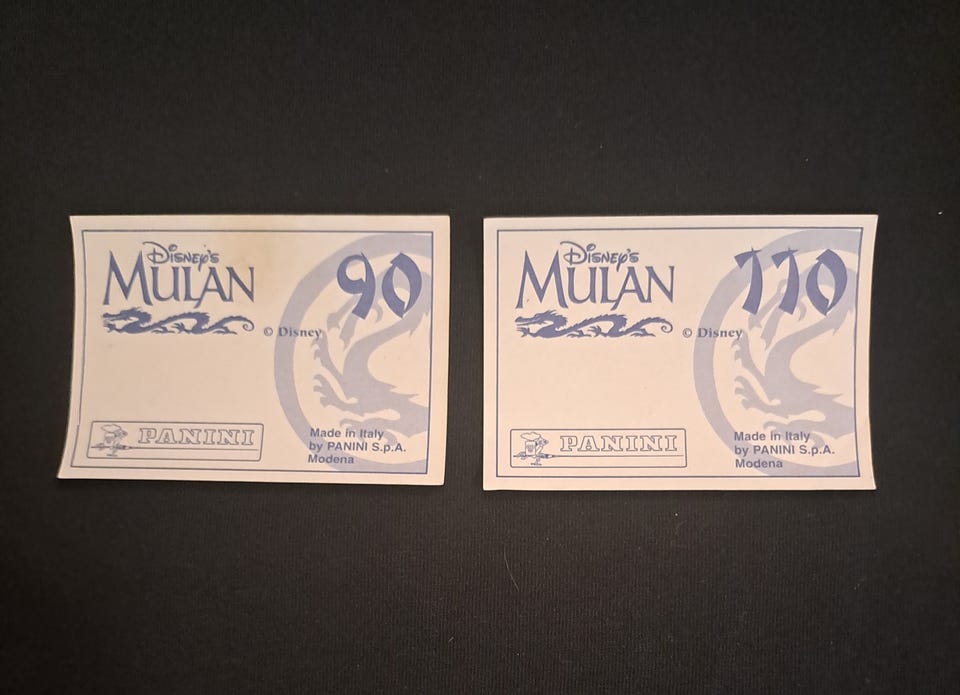 Disney's
MULAN
90
© Disney
PANINI
Made in Italy
by PANINI S.p.A.
Modena
Disney's
MULAN
110
© Disney
PANINI
Made in Italy
by PANINI S.p.A.
Modena